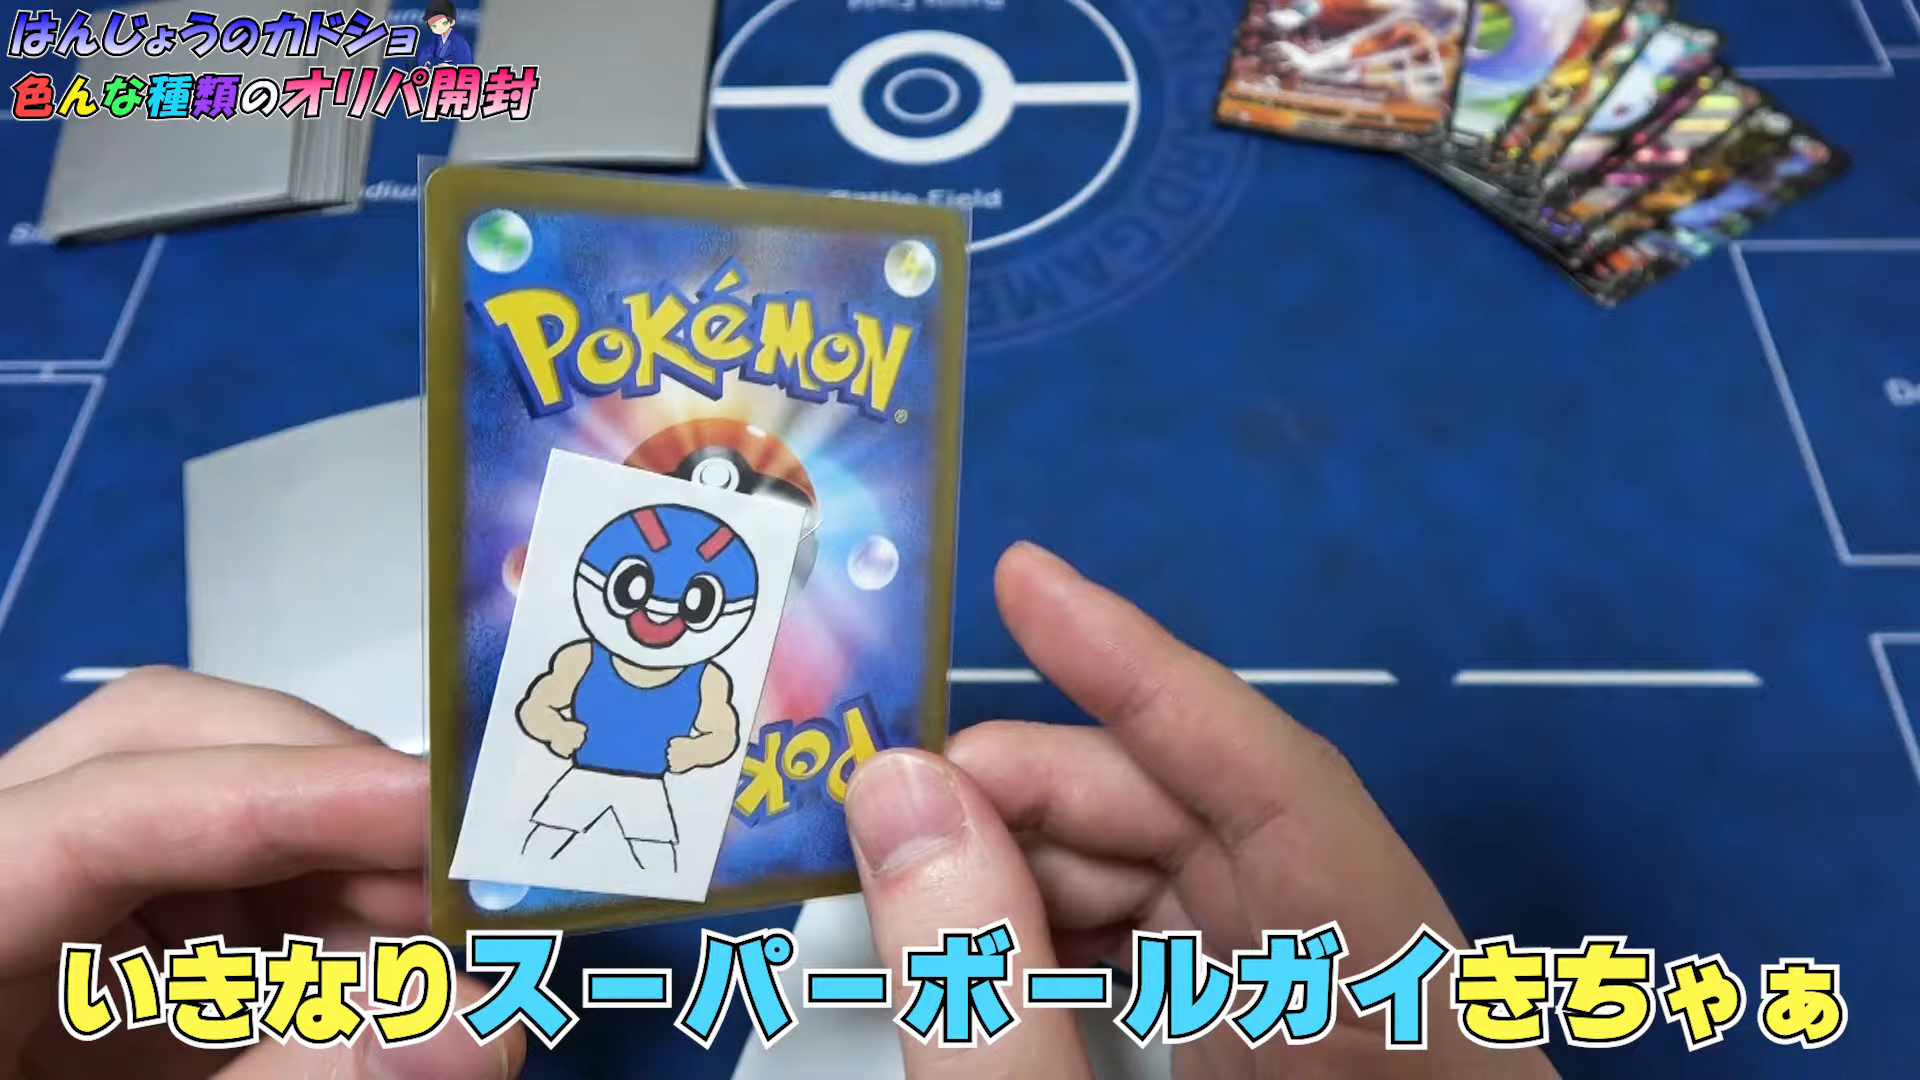 はんじょうのカドショ
色んな種類のオリパ開封
Battle Field
POKéMON
いきなりスーパーボールガイきちゃぁ